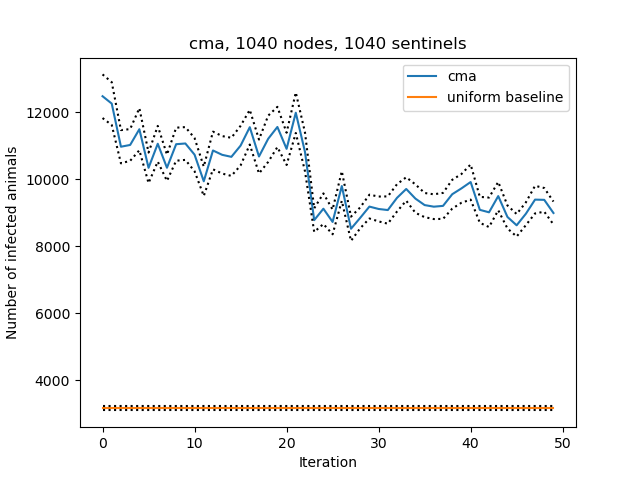 cma, 1040 nodes, 1040 sentinels
cma
uniform baseline
Number of infected animals
12000
10000
8000
6000
4000
0
10
20
30
40
50
Iteration